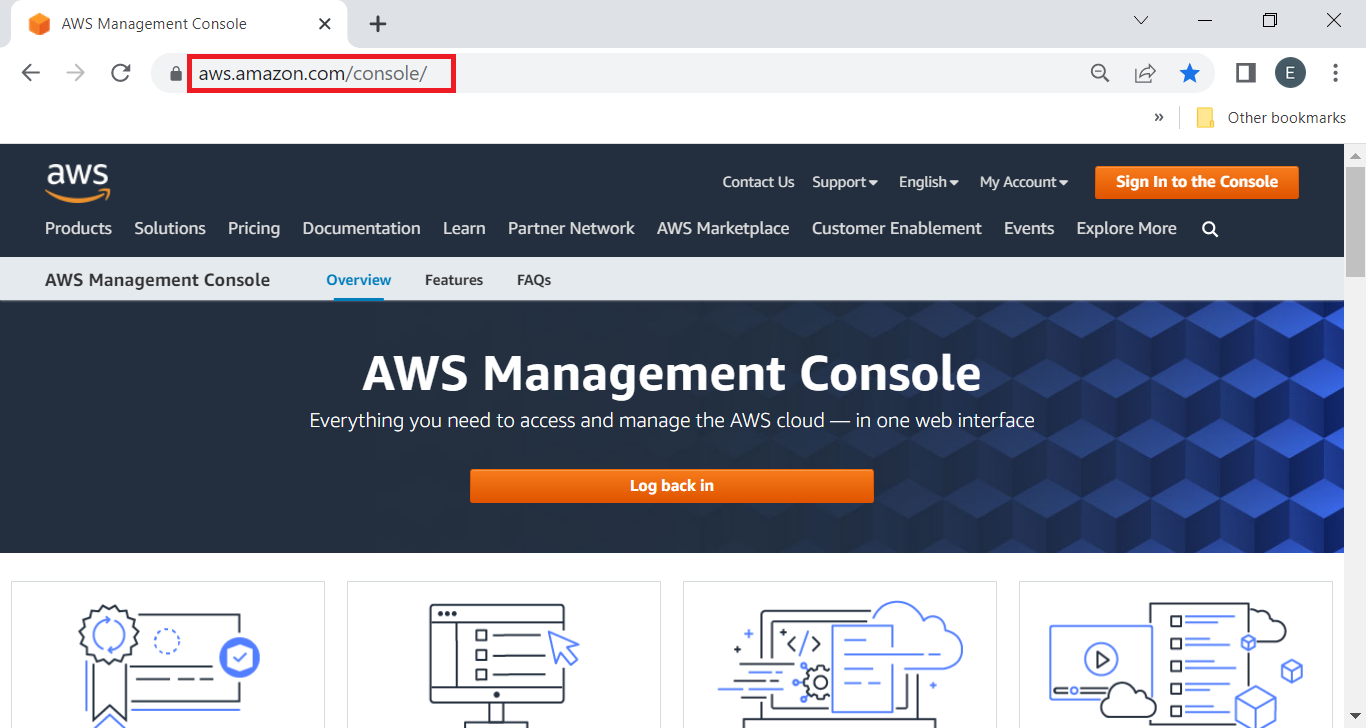 AWS Management Console
aws.amazon.com/console/
E
» Other bookmarks
aws
Contact Us Support English My Account Sign In to the Console
Products Solutions Pricing Documentation Learn Partner Network AWS Marketplace Customer Enablement Events Explore More
AWS Management Console Overview Features FAQs
AWS Management Console
Everything you need to access and manage the AWS cloud — in one web interface
Log back in